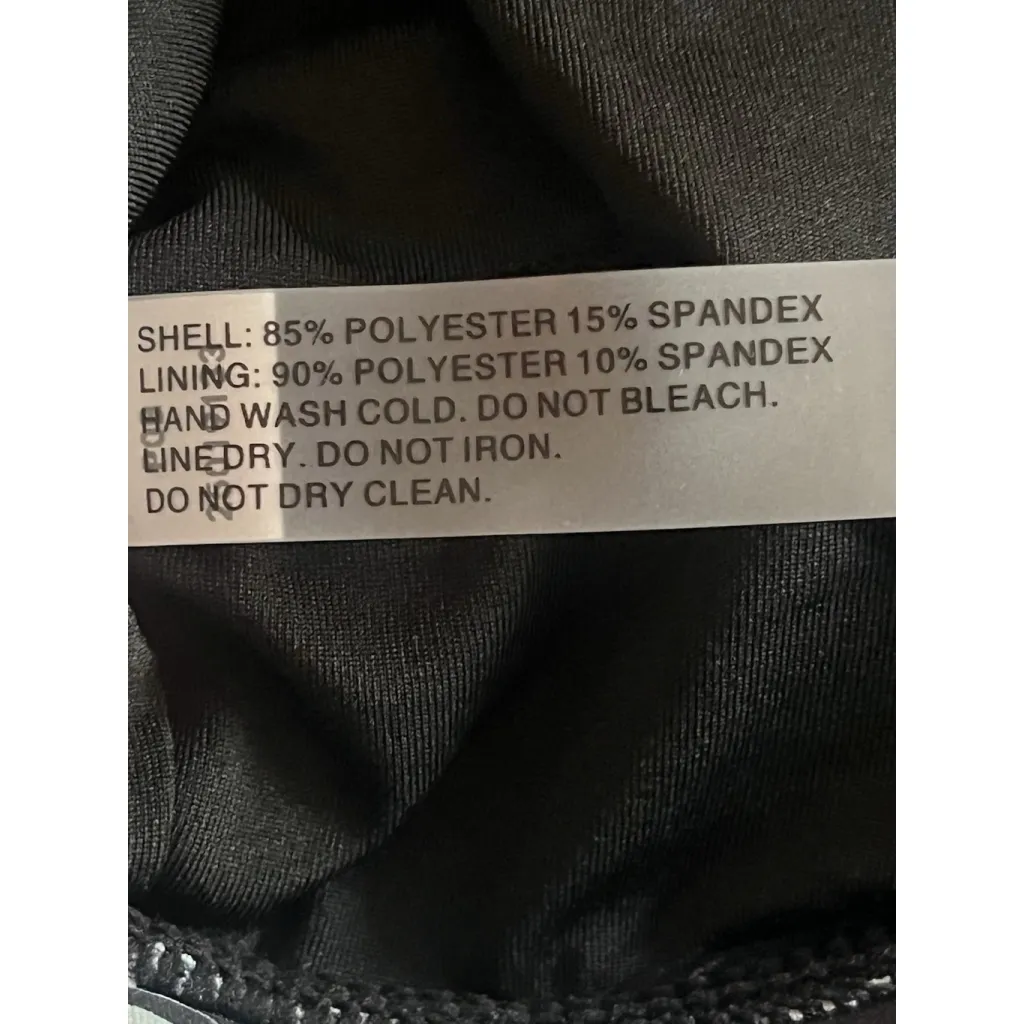 SHELL: 85% POLYESTER 15% SPANDEX
LINING: 90% POLYESTER 10% SPANDEX
HAND WASH COLD. DO NOT BLEACH.
LINE DRY. DO NOT IRON.
DO NOT DRY CLEAN.